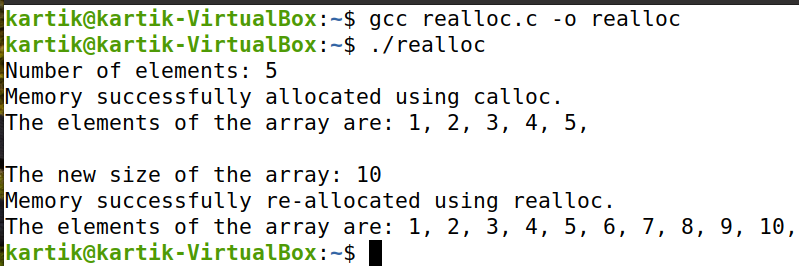 kartik@kartik-VirtualBox:~$ gcc realloc.c -o realloc
kartik@kartik-VirtualBox:~$ ./realloc
Number of elements: 5
Memory successfully allocated using calloc.
The elements of the array are: 1, 2, 3, 4, 5,
The new size of the array: 10
Memory successfully re-allocated using realloc.
The elements of the array are: 1, 2, 3, 4, 5, 6, 7, 8, 9, 10,
kartik@kartik-VirtualBox:~$